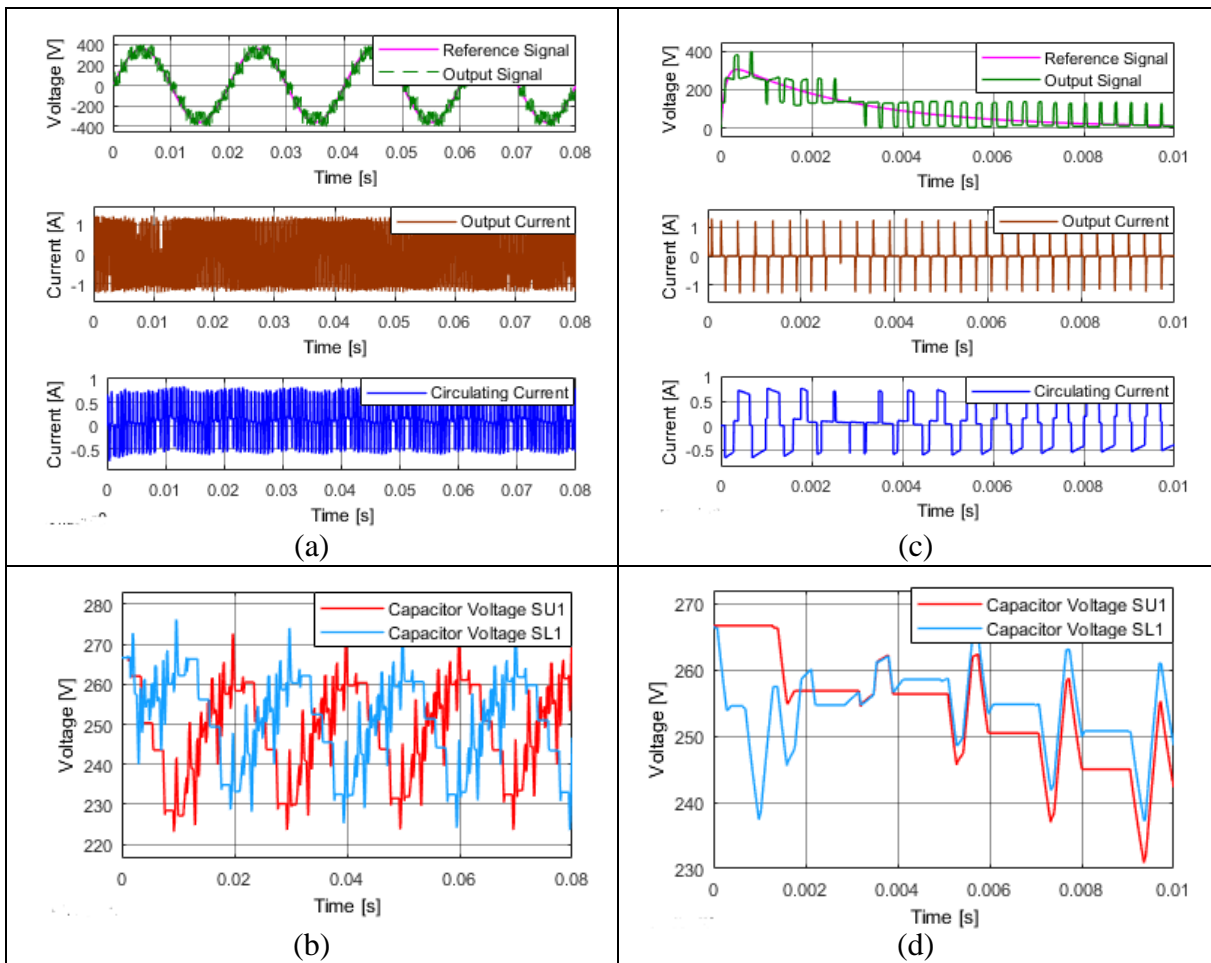 Voltage [V]
400
200
0
-200
-400
Reference Signal
Output Signal
0 0.01 0.02 0.03 0.04 0.05 0.06 0.07 0.08
Time [s]
Current [A]
1
0
-1
Output Current
0 0.01 0.02 0.03 0.04 0.05 0.06 0.07 0.08
Time [s]
Current [A]
1
0.5
0
-0.5
Circulating Current
0 0.01 0.02 0.03 0.04 0.05 0.06 0.07 0.08
Time [s]
(a)
Voltage [V]
400
200
0
Reference Signal
Output Signal
0 0.002 0.004 0.006 0.008 0.01
Time [s]
Current [A]
1
0
-1
Output Current
0 0.002 0.004 0.006 0.008 0.01
Time [s]
Current [A]
1
0.5
0
-0.5
Circulating Current
0 0.002 0.004 0.006 0.008 0.01
Time [s]
(c)
Voltage [V]
280
270
260
250
240
230
220
Capacitor Voltage SU1
Capacitor Voltage SL1
0 0.02 0.04 0.06 0.08
Time [s]
(b)
Voltage [V]
270
260
250
240
230
Capacitor Voltage SU1
Capacitor Voltage SL1
0 0.002 0.004 0.006 0.008 0.01
Time [s]
(d)